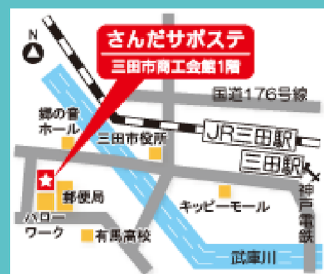 N
さんだサポステ
三田市商工会館1階
国道176号線
郷の音
ホール
三田市役所
JR三田駅
三田駅
神戸電鉄
郵便局
ハロー
ワーク
キッピーモール
有馬高校
武庫川